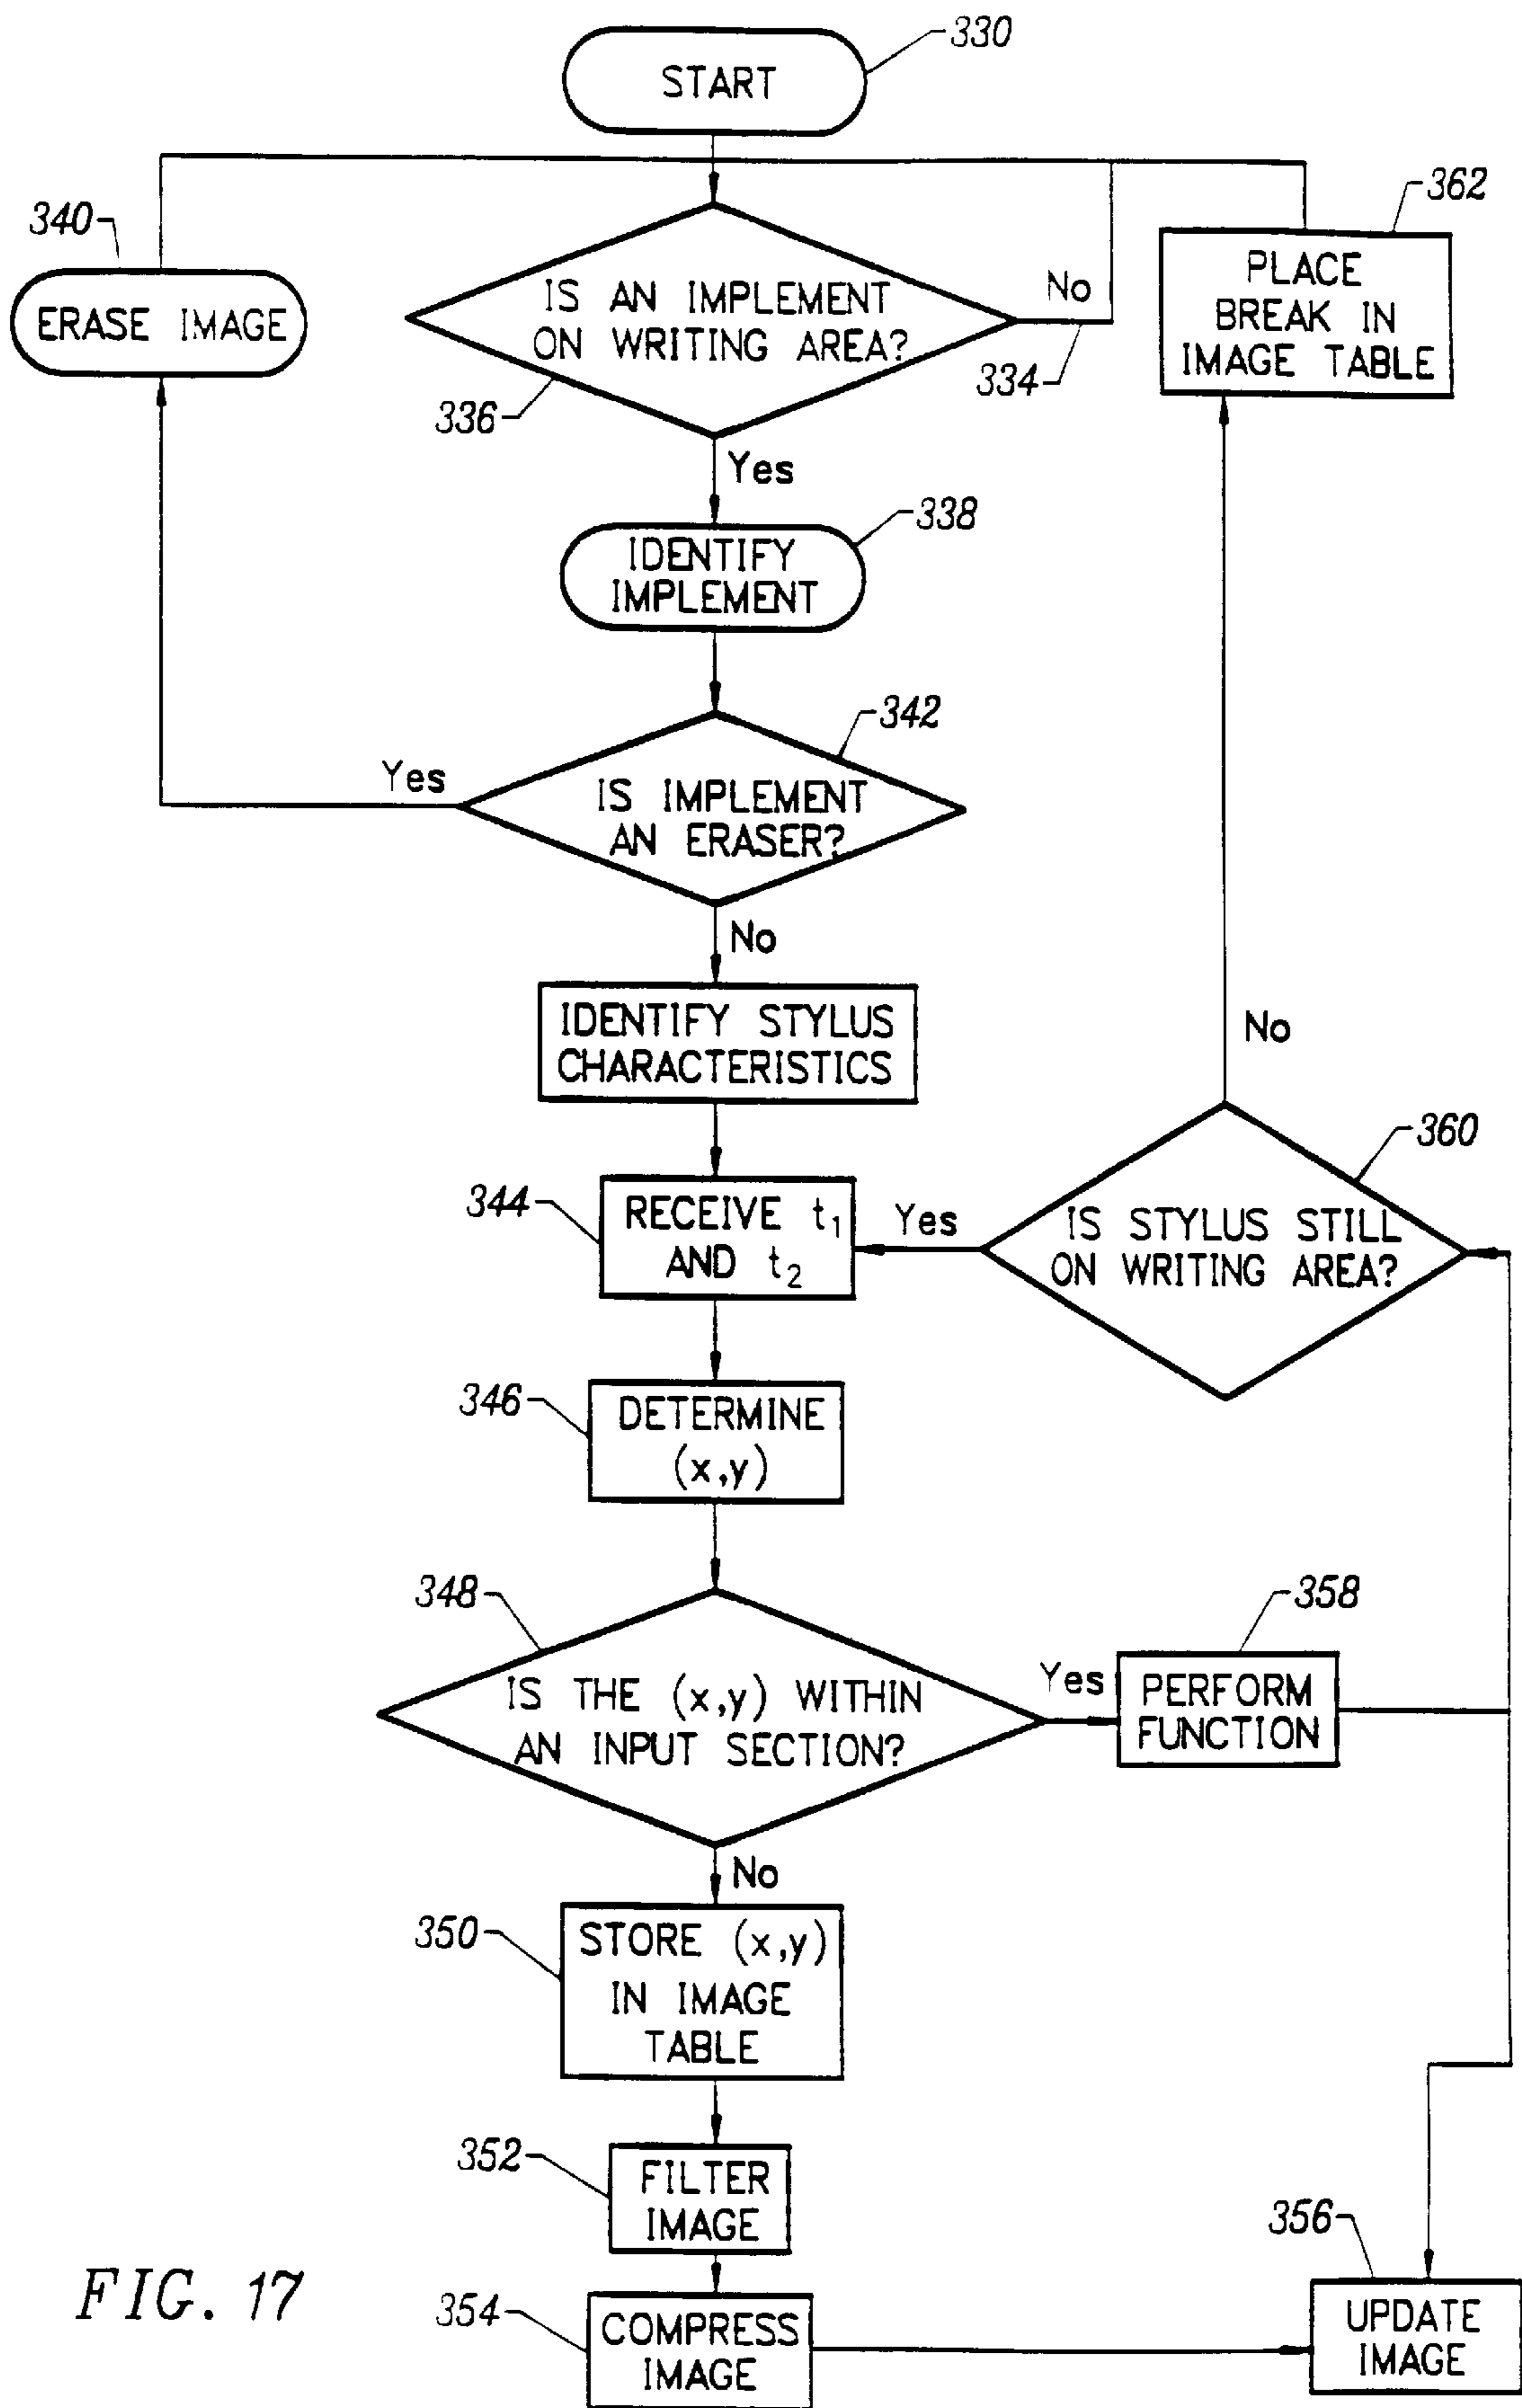 330
START
362
340
IS AN IMPLEMENT
ON WRITING AREA?
No
PLACE
BREAK IN
IMAGE TABLE
ERASE IMAGE
334
336
Yes
338
IDENTIFY
IMPLEMENT
342
Yes
IS IMPLEMENT
AN ERASER?
No
IDENTIFY STYLUS
CHARACTERISTICS
No
360
344
RECEIVE t₁
AND t₂
Yes
IS STYLUS STILL
ON WRITING AREA?
346
DETERMINE
(x,y)
348
358
IS THE (x,y) WITHIN
AN INPUT SECTION?
Yes
PERFORM
FUNCTION
No
350
STORE (x,y)
IN IMAGE
TABLE
352
FILTER
IMAGE
356
FIG. 17
354
COMPRESS
IMAGE
UPDATE
IMAGE